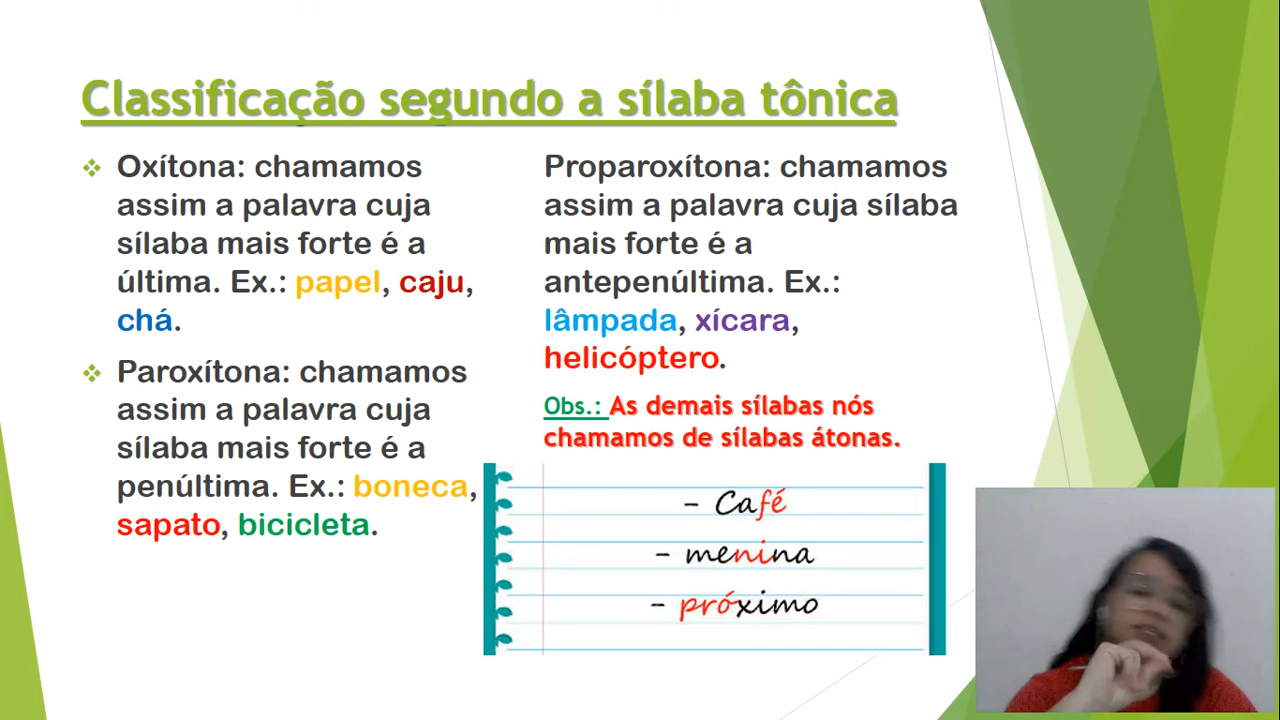 Classificação segundo a sílaba tônica
Oxítona: chamamos
assim a palavra cuja
sílaba mais forte é a
última. Ex.: papel, caju,
chá.
Paroxítona: chamamos
assim a palavra cuja
sílaba mais forte é a
penúltima. Ex.: boneca,
sapato, bicicleta.
Proparoxítona: chamamos
assim a palavra cuja sílaba
mais forte é a
antepenúltima. Ex.:
lâmpada, xícara,
helicóptero.
Obs.: As demais sílabas nós
chamamos de sílabas átonas.
- Café
- menina
- próximo